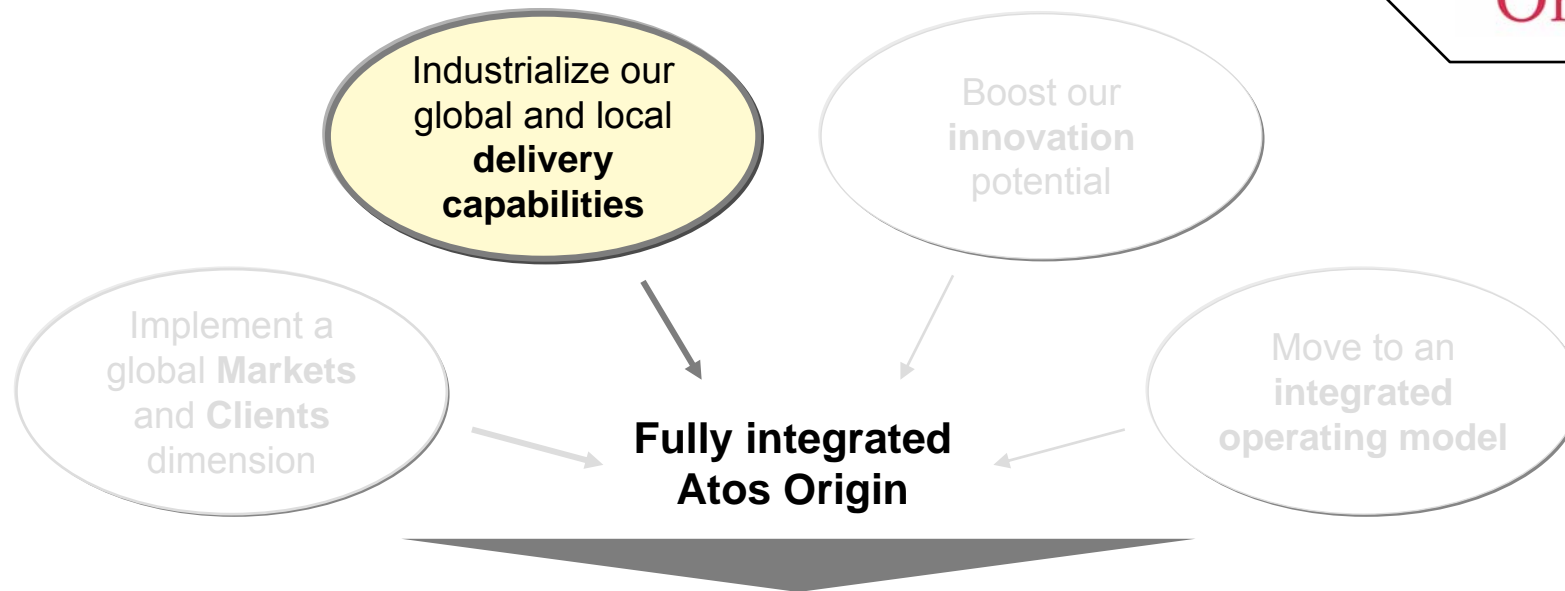 Industrialize our
global and local
delivery
capabilities
Boost our
innovation
potential
Implement a
global Markets
and Clients
dimension
Move to an
integrated
operating model
Fully integrated
Atos Origin